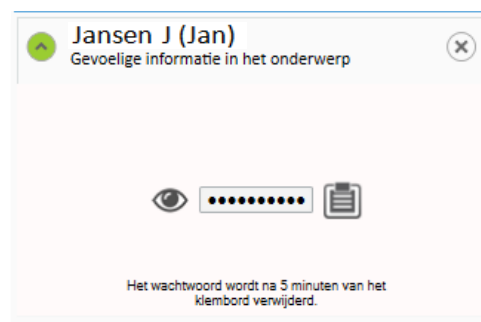 Jansen J (Jan)
Gevoelige informatie in het onderwerp
••••••••••
Het wachtwoord wordt na 5 minuten van het
klembord verwijderd.